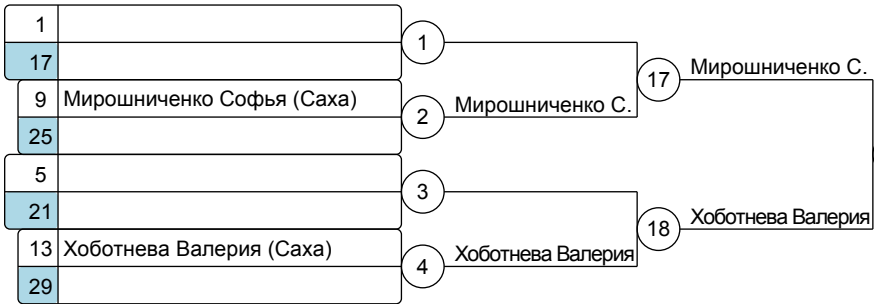 1
17
1
9 Мирошниченко Софья (Саха)
25
2
Мирошниченко С.
17
Мирошниченко С.
5
21
3
13 Хоботнева Валерия (Саха)
29
4
Хоботнева Валерия
18
Хоботнева Валерия